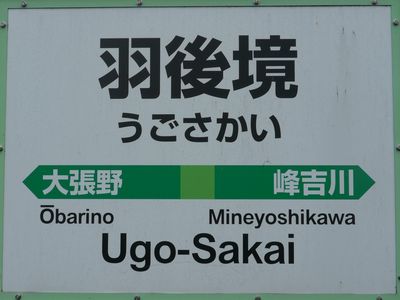 羽後境
うごさかい
大張野 峰吉川
Ōbarino Mineyoshikawa
Ugo-Sakai